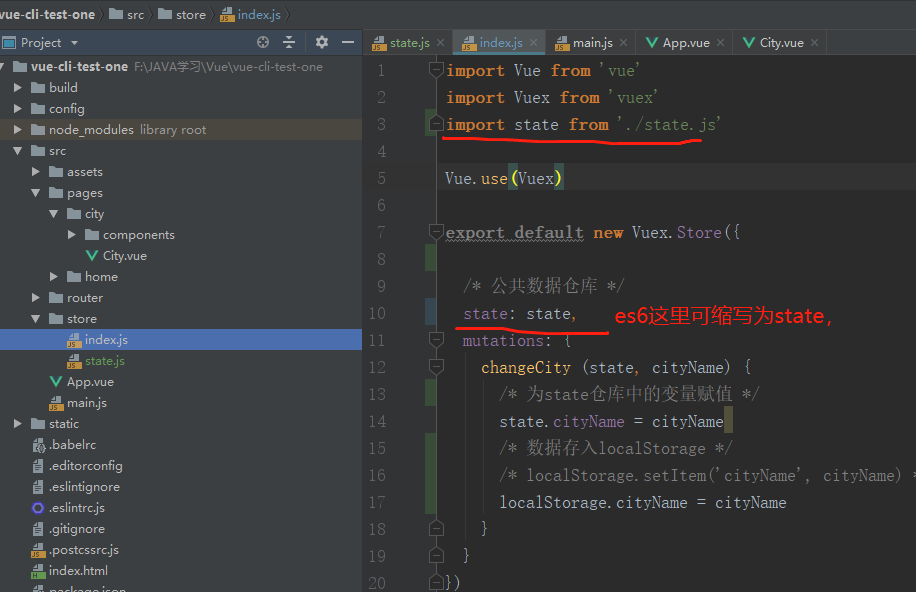 vue-cli-test-one src store index.js
Project
vue-cli-test-one F:\JAVA学习\Vue\vue-cli-test-one
build
config
node_modules library root
src
assets
pages
city
components
City.vue
home
router
store
index.js
state.js
App.vue
main.js
static
.babelrc
.editorconfig
.eslintignore
.eslintrc.js
.gitignore
.postcssrc.js
index.html
package.json
state.js index.js main.js App.vue City.vue
1 import Vue from 'vue'
2 import Vuex from 'vuex'
3 import state from './state.js'
4
5 Vue.use(Vuex)
6
7 export default new Vuex.Store({
8
9 /* 公共数据仓库 */
10 state: state, es6这里可缩写为state,
11 mutations: {
12 changeCity (state, cityName) {
13 /* 为state仓库中的变量赋值 */
14 state.cityName = cityName
15 /* 数据存入localStorage */
16 /* localStorage.setItem('cityName', cityName) *
17 localStorage.cityName = cityName
18 }
19 }
20 })